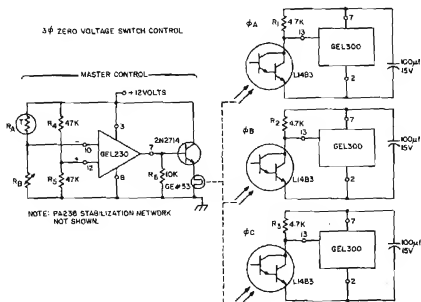 3ϕ ZERO VOLTAGE SWITCH CONTROL
MASTER CONTROL
+ 12VOLTS
T
RA
R4
47K
RB
R5
47K
10
12
3
GEL230
8
7
2N2714
R6
10K
GE#53
NOTE: PA238 STABILIZATION NETWORK
NOT SHOWN.
ϕA
R1
4.7K
13
7
GEL300
2
L14B3
100µf
15V
ϕB
R2
4.7K
13
7
GEL300
2
L14B3
100µf
15V
ϕC
R3
4.7K
13
7
GEL300
2
L14B3
100µf
15V